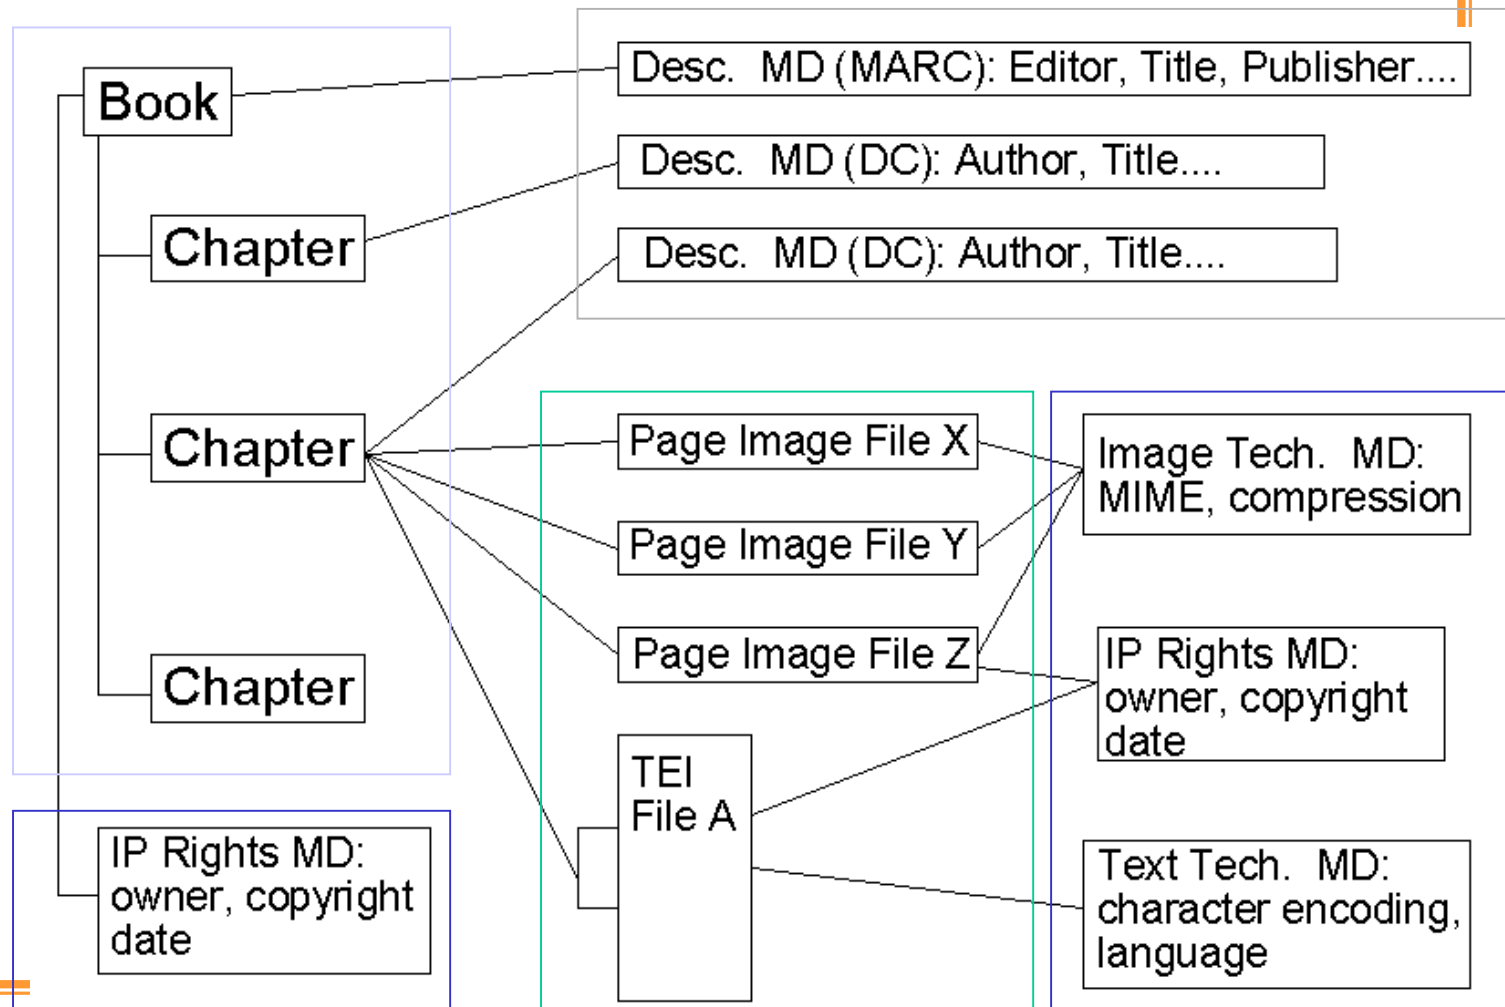 Book
Desc.  MD (MARC): Editor, Title, Publisher....
Chapter
Desc.  MD (DC): Author, Title....
Desc.  MD (DC): Author, Title....
Chapter
Page Image File X
Page Image File Y
Page Image File Z
Image Tech.  MD:
MIME, compression
Chapter
IP Rights MD:
owner, copyright
date
TEI
File A
IP Rights MD:
owner, copyright
date
Text Tech.  MD:
character encoding,
language